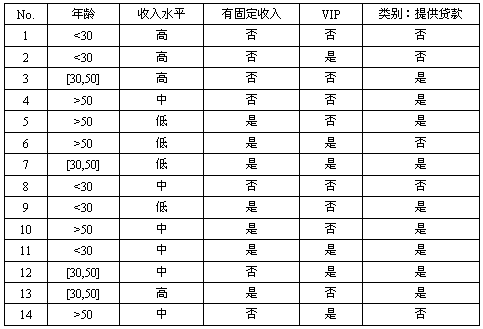 No. 年龄 收入水平 有固定收入 VIP 类别：提供贷款
1 <30 高 否 否 否
2 <30 高 否 是 否
3 [30,50] 高 否 否 是
4 >50 中 否 否 是
5 >50 低 是 否 是
6 >50 低 是 是 否
7 [30,50] 低 是 是 是
8 <30 中 否 否 否
9 <30 低 是 否 是
10 >50 中 是 否 是
11 <30 中 是 是 是
12 [30,50] 中 否 是 是
13 [30,50] 高 是 否 是
14 >50 中 否 是 否